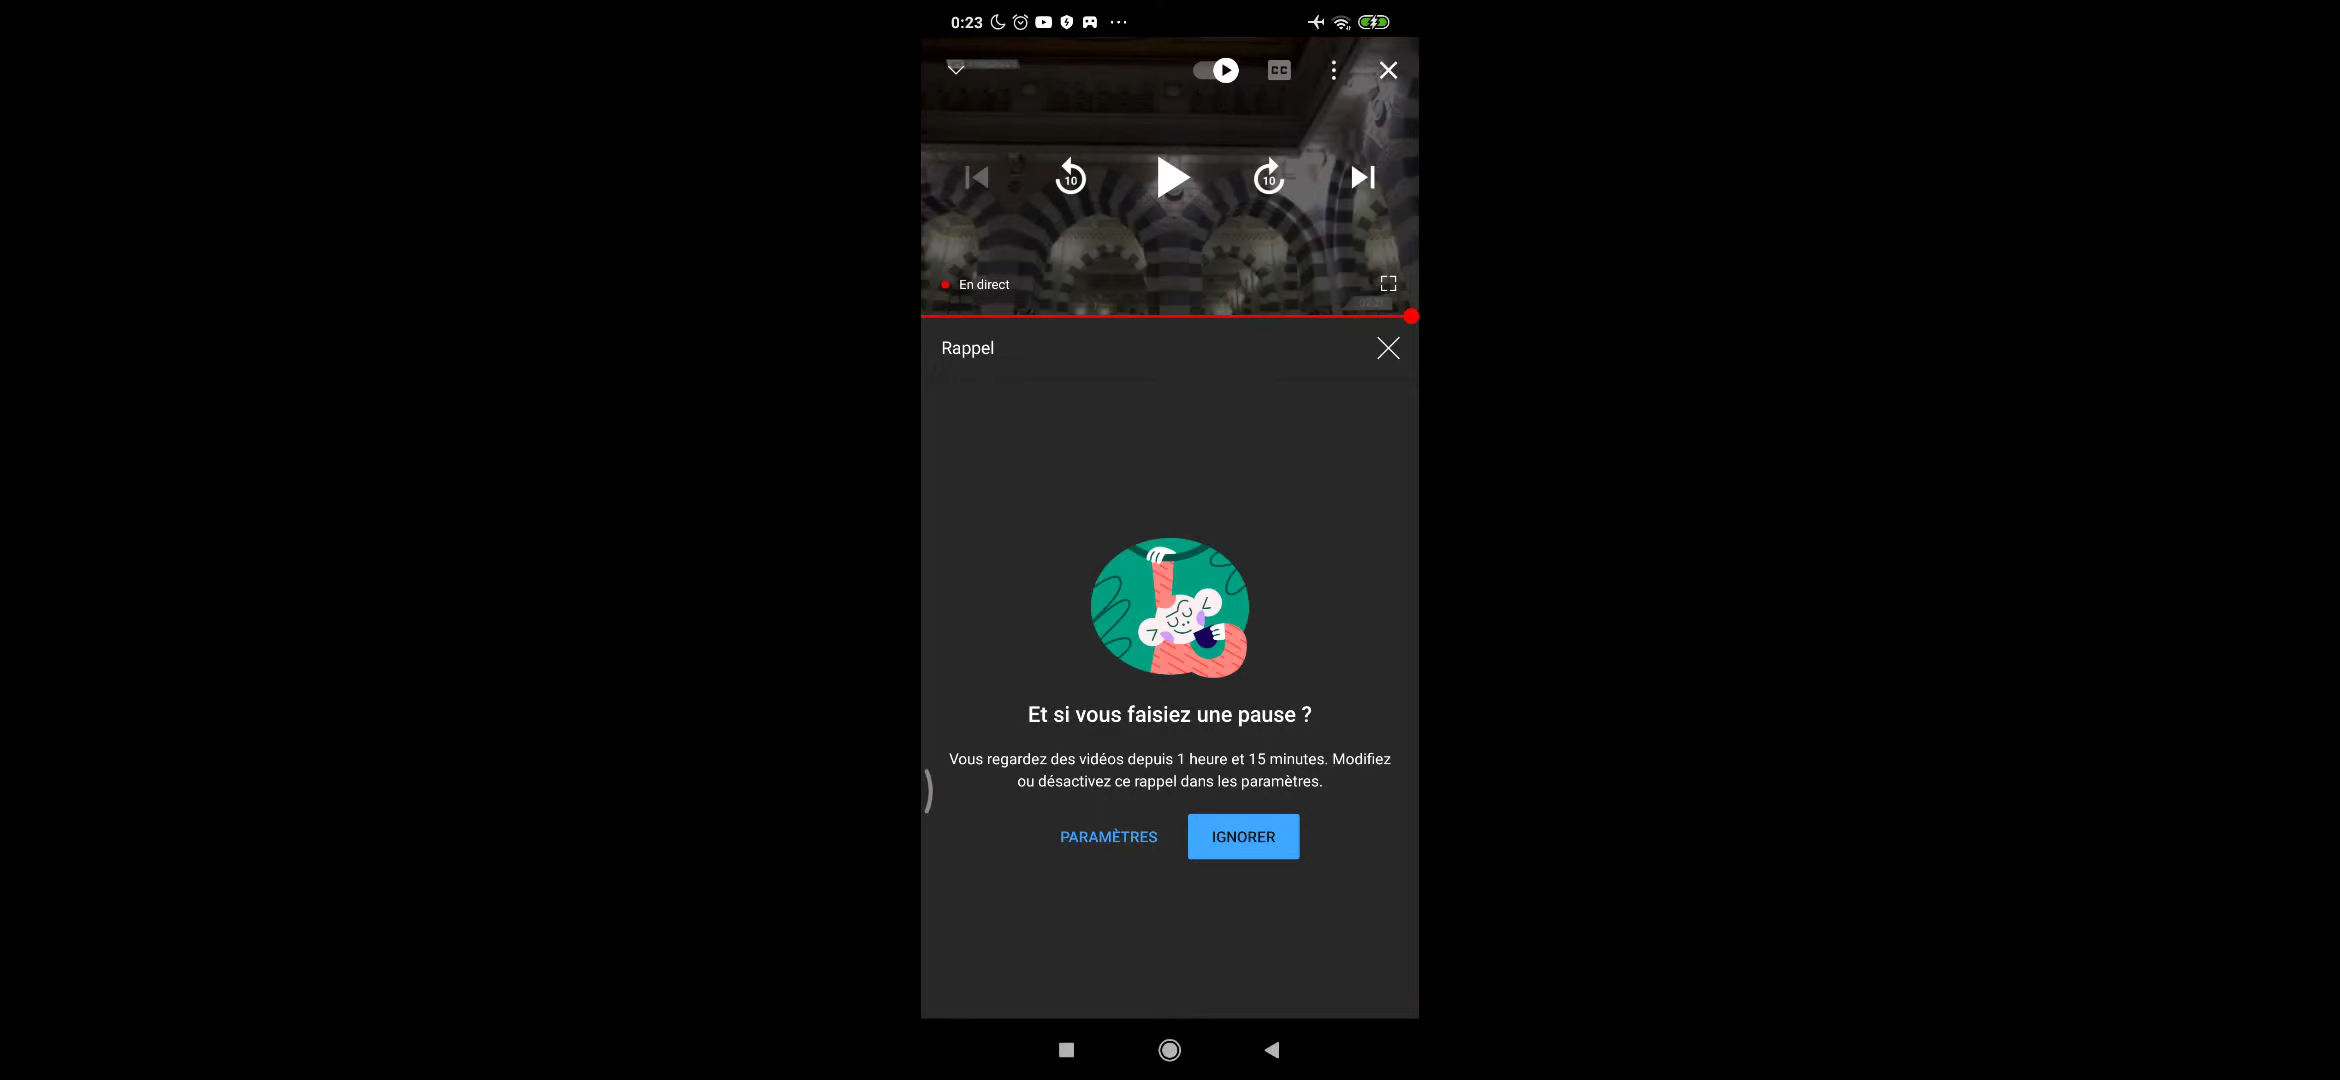 0:23
CC
10
10
En direct
Rappel
Et si vous faisiez une pause ?
Vous regardez des vidéos depuis 1 heure et 15 minutes. Modifiez
ou désactivez ce rappel dans les paramètres.
PARAMÈTRES IGNORER